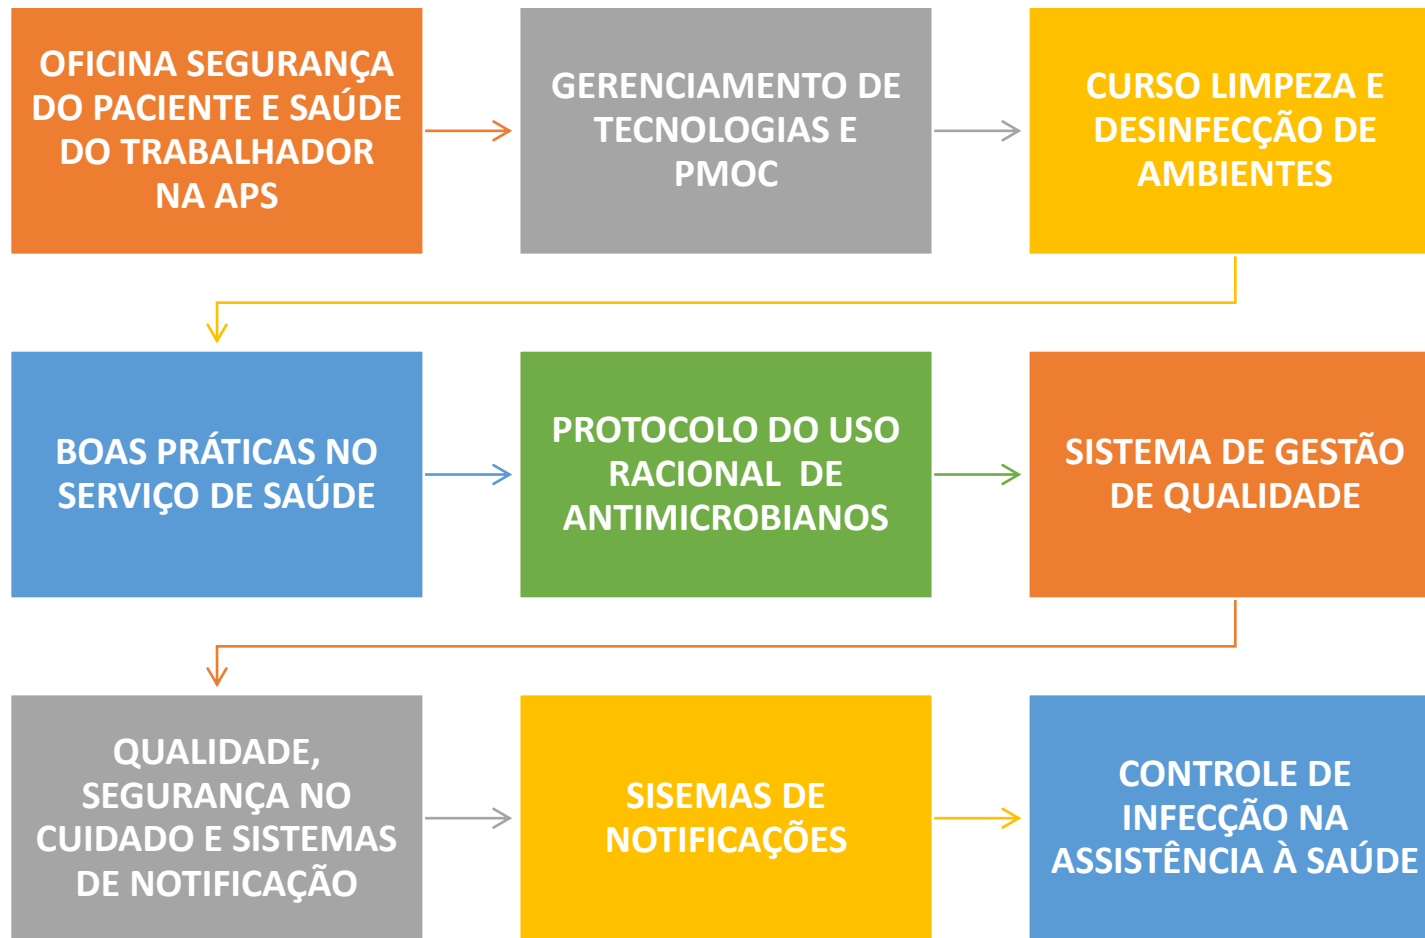 OFICINA SEGURANÇA
DO PACIENTE E SAÚDE
DO TRABALHADOR
NA APS
GERENCIAMENTO DE
TECNOLOGIAS E
PMOC
CURSO LIMPEZA E
DESINFECÇÃO DE
AMBIENTES
BOAS PRÁTICAS NO
SERVIÇO DE SAÚDE
PROTOCOLO DO USO
RACIONAL DE
ANTIMICROBIANOS
SISTEMA DE GESTÃO
DE QUALIDADE
QUALIDADE,
SEGURANÇA NO
CUIDADO E SISTEMAS
DE NOTIFICAÇÃO
SISEMAS DE
NOTIFICAÇÕES
CONTROLE DE
INFECÇÃO NA
ASSISTÊNCIA À SAÚDE